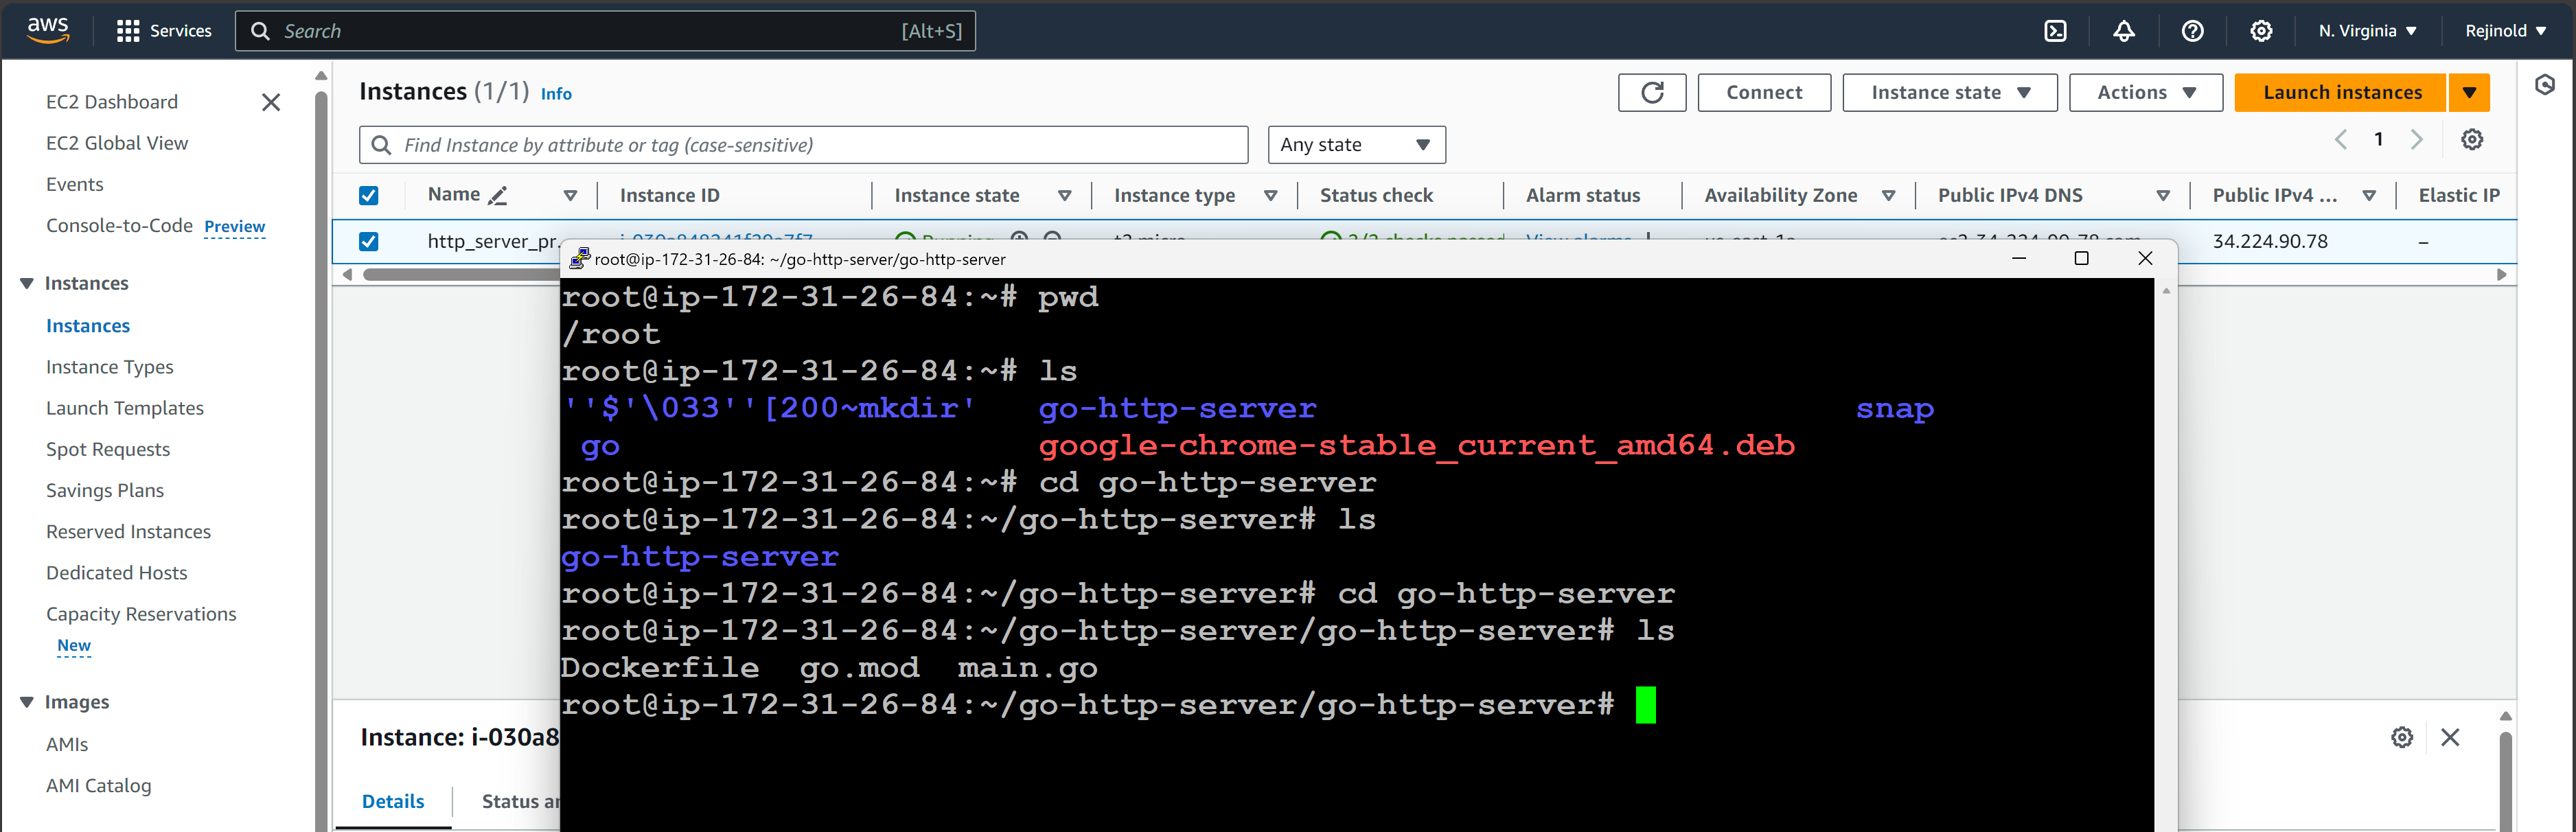 aws Services Search [Alt+S] N. Virginia Rejinold
EC2 Dashboard
EC2 Global View
Events
Console-to-Code Preview
Instances
Instances
Instance Types
Launch Templates
Spot Requests
Savings Plans
Reserved Instances
Dedicated Hosts
Capacity Reservations
New
Images
AMIs
AMI Catalog
Instances (1/1) Info Connect Instance state Actions Launch instances
Find Instance by attribute or tag (case-sensitive) Any state 1
Name Instance ID Instance state Instance type Status check Alarm status Availability Zone Public IPv4 DNS Public IPv4 ... Elastic IP
http_server_pr... 34.224.90.78 –
root@ip-172-31-26-84: ~/go-http-server/go-http-server
root@ip-172-31-26-84:~# pwd
/root
root@ip-172-31-26-84:~# ls
''$'\033''[200~mkdir' go-http-server snap
go google-chrome-stable_current_amd64.deb
root@ip-172-31-26-84:~# cd go-http-server
root@ip-172-31-26-84:~/go-http-server# ls
go-http-server
root@ip-172-31-26-84:~/go-http-server# cd go-http-server
root@ip-172-31-26-84:~/go-http-server/go-http-server# ls
Dockerfile go.mod main.go
root@ip-172-31-26-84:~/go-http-server/go-http-server#
Instance: i-030a8
Details Status a